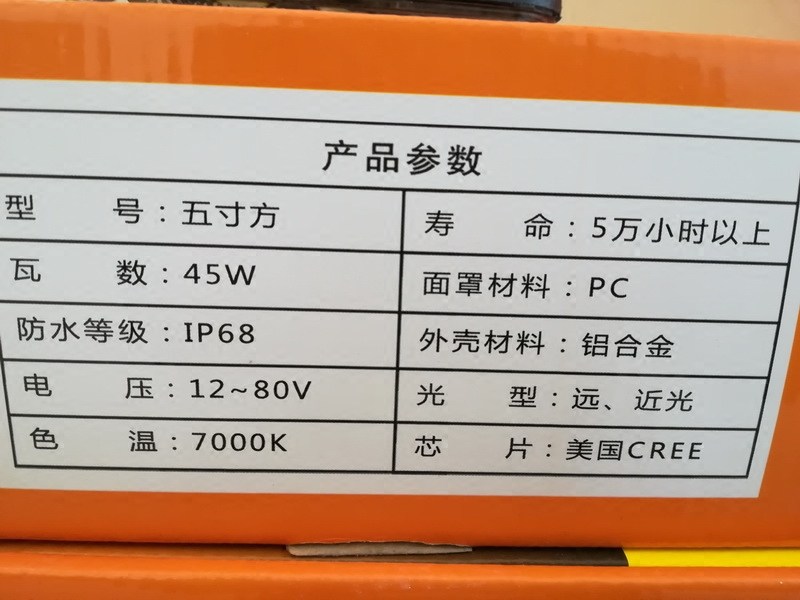 产品参数
型 号：五寸方
寿 命：5万小时以上
瓦 数：45W
面罩材料：PC
防水等级：IP68
外壳材料：铝合金
电 压：12~80V
光 型：远、近光
色 温：7000K
芯 片：美国CREE